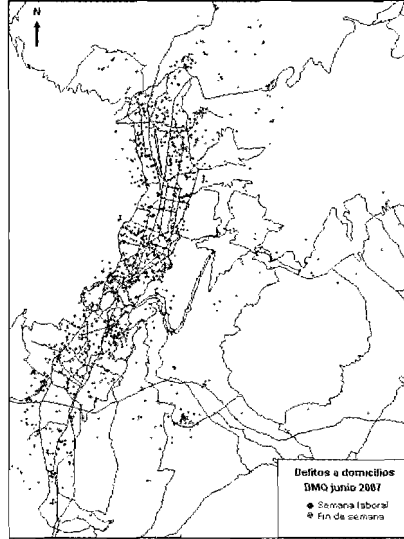 N
Delitos a domicilios
DMQ junio 2007
Semana laboral
Fin de semana